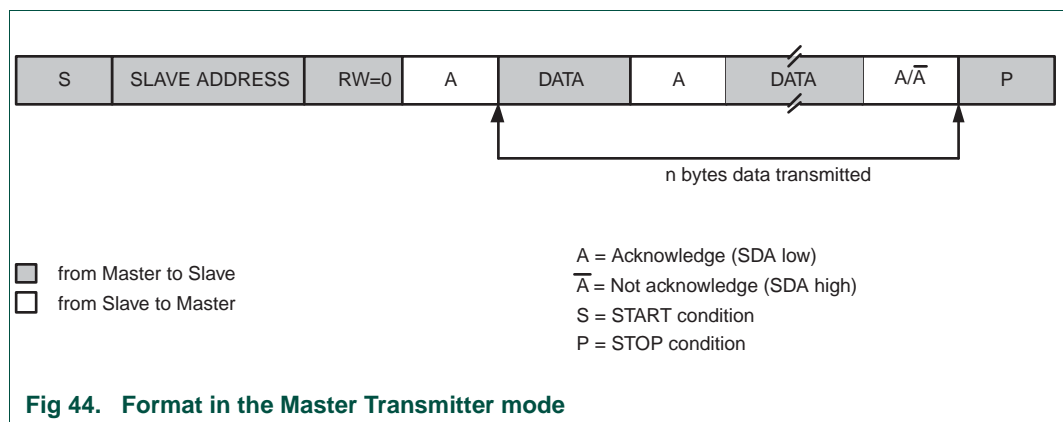 S SLAVE ADDRESS RW=0 A DATA A DATA A/A̅ P
n bytes data transmitted
from Master to Slave
from Slave to Master
A = Acknowledge (SDA low)
A̅ = Not acknowledge (SDA high)
S = START condition
P = STOP condition
Fig 44. Format in the Master Transmitter mode